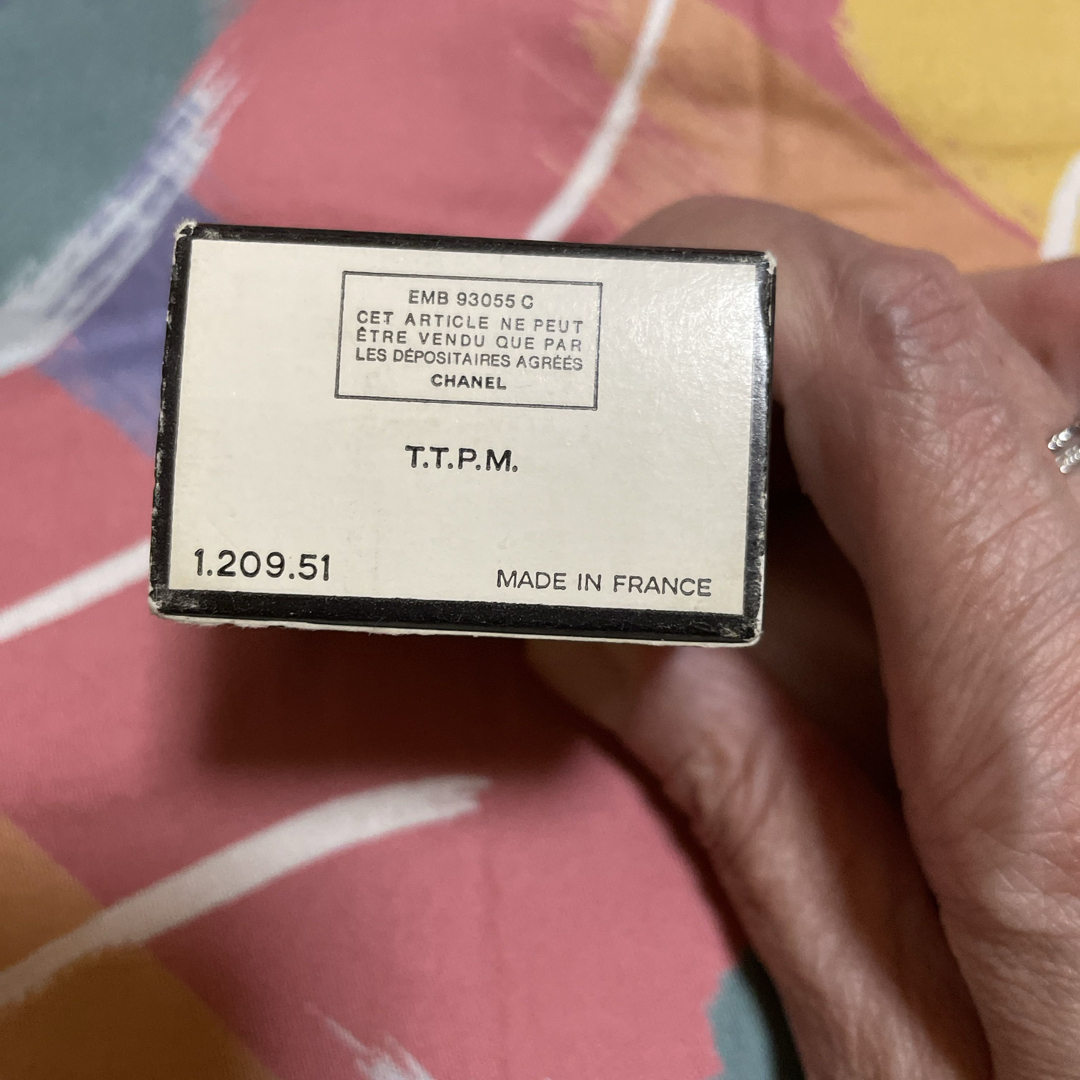 EMB 93055 C
CET ARTICLE NE PEUT
ÊTRE VENDU QUE PAR
LES DÉPOSITAIRES AGRÉÉS
CHANEL
T.T.P.M.
1.209.51
MADE IN FRANCE